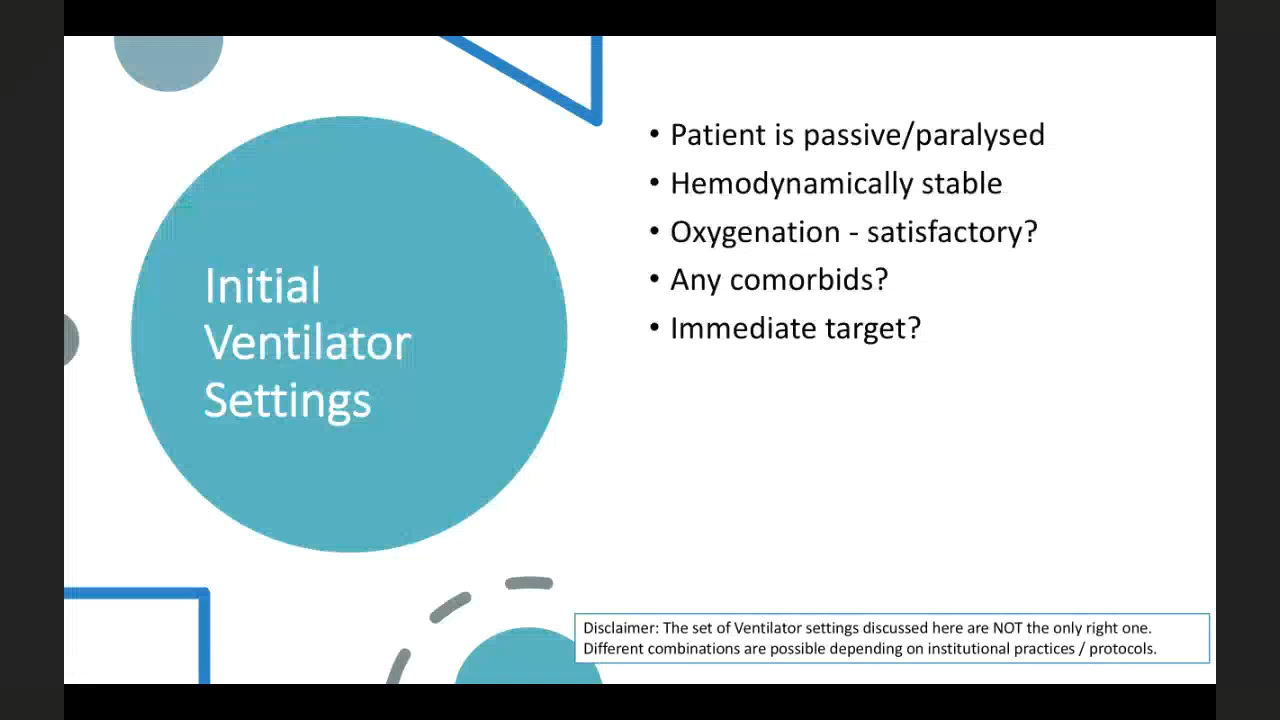 Initial
Ventilator
Settings
• Patient is passive/paralysed
• Hemodynamically stable
• Oxygenation - satisfactory?
• Any comorbids?
• Immediate target?
Disclaimer: The set of Ventilator settings discussed here are NOT the only right one.
Different combinations are possible depending on institutional practices / protocols.